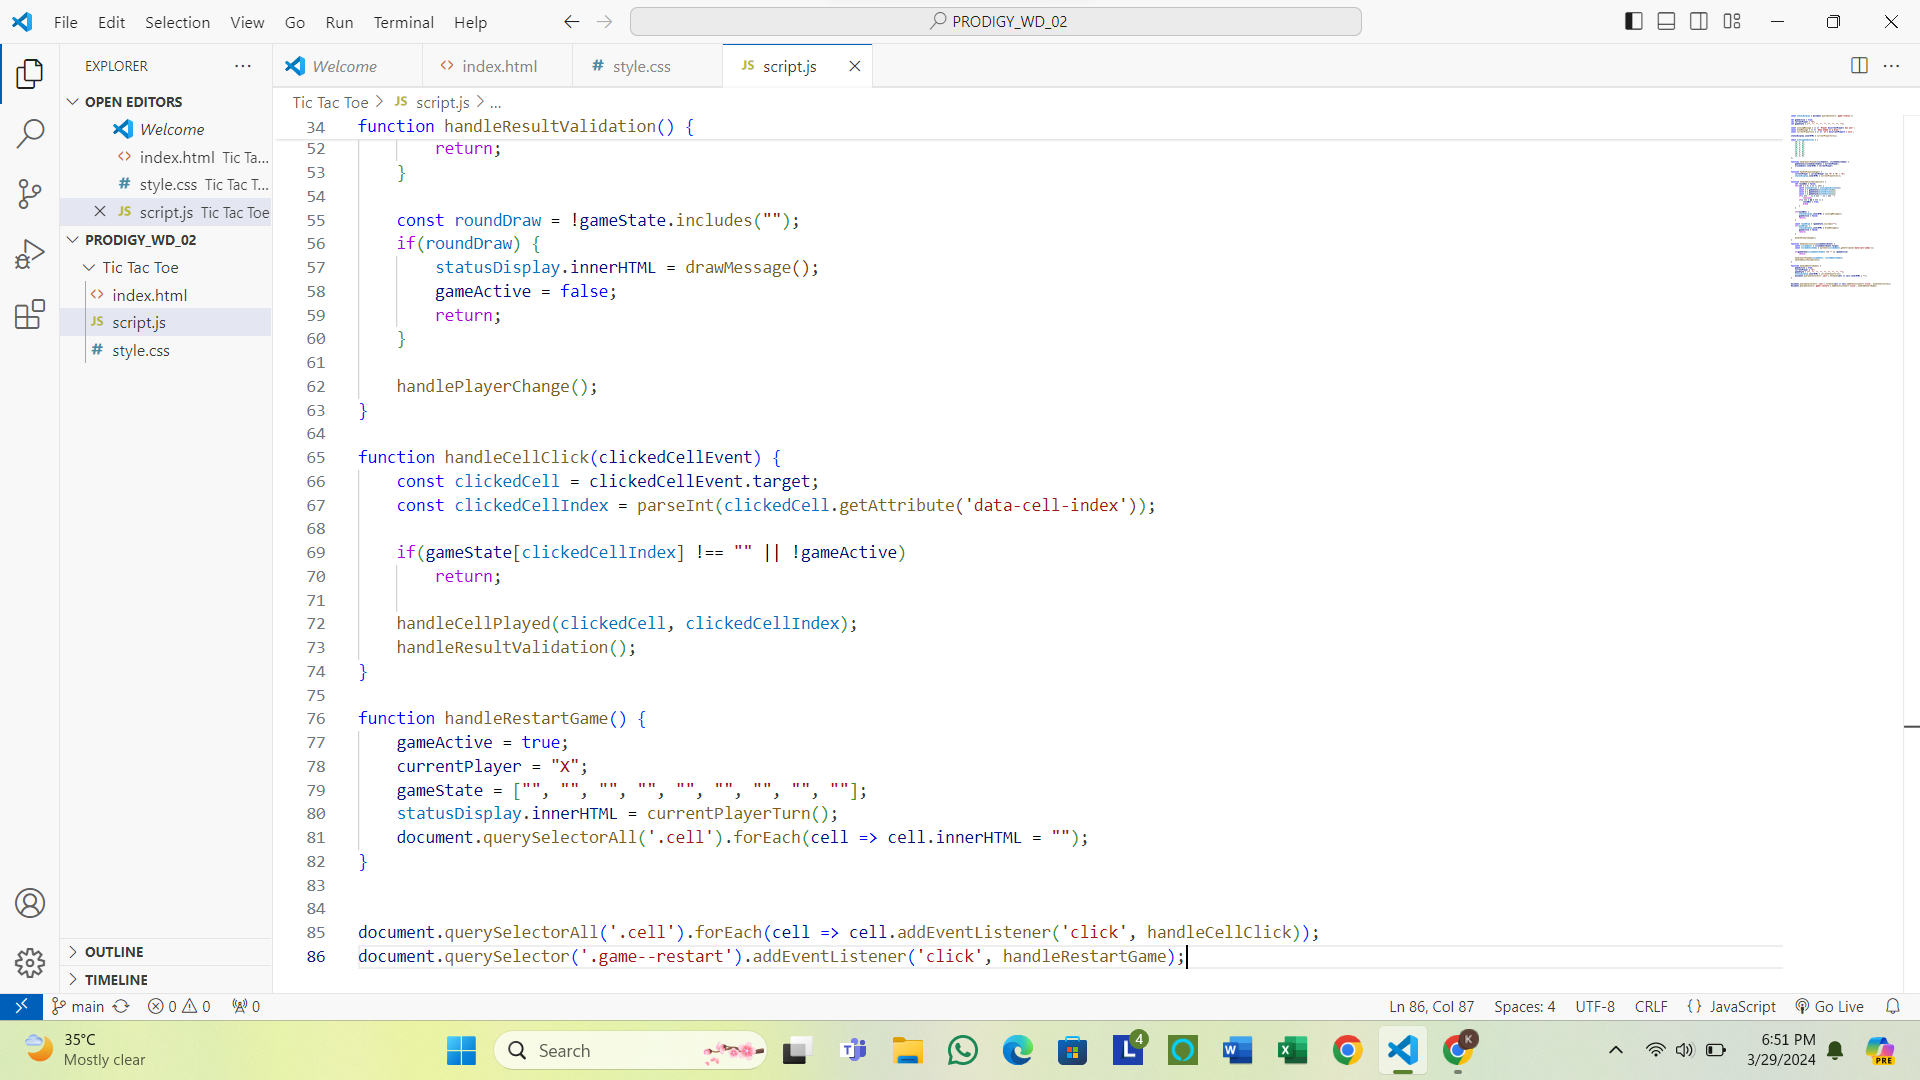 File Edit Selection View Go Run Terminal Help
PRODIGY_WD_02
EXPLORER
Welcome
index.html
style.css
script.js
OPEN EDITORS
Welcome
index.html Tic Ta...
style.css Tic Tac T...
script.js Tic Tac Toe
PRODIGY_WD_02
Tic Tac Toe
index.html
script.js
style.css
OUTLINE
TIMELINE
Tic Tac Toe > JS script.js > ...
34 function handleResultValidation() {
52 return;
53 }
54
55 const roundDraw = !gameState.includes("");
56 if(roundDraw) {
57 statusDisplay.innerHTML = drawMessage();
58 gameActive = false;
59 return;
60 }
61
62 handlePlayerChange();
63 }
64
65 function handleCellClick(clickedCellEvent) {
66 const clickedCell = clickedCellEvent.target;
67 const clickedCellIndex = parseInt(clickedCell.getAttribute('data-cell-index'));
68
69 if(gameState[clickedCellIndex] !== "" || !gameActive)
70 return;
71
72 handleCellPlayed(clickedCell, clickedCellIndex);
73 handleResultValidation();
74 }
75
76 function handleRestartGame() {
77 gameActive = true;
78 currentPlayer = "X";
79 gameState = ["", "", "", "", "", "", "", "", ""];
80 statusDisplay.innerHTML = currentPlayerTurn();
81 document.querySelectorAll('.cell').forEach(cell => cell.innerHTML = "");
82 }
83
84
85 document.querySelectorAll('.cell').forEach(cell => cell.addEventListener('click', handleCellClick));
86 document.querySelector('.game--restart').addEventListener('click', handleRestartGame);
main 0 0 0
Ln 86, Col 87 Spaces: 4 UTF-8 CRLF {} JavaScript Go Live
35°C
Mostly clear
Search
4
K
6:51 PM
3/29/2024
PRE